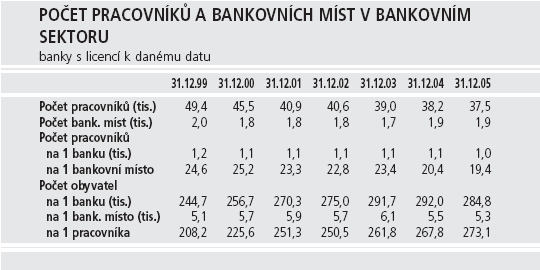 POČET PRACOVNÍKŮ A BANKOVNÍCH MÍST V BANKOVNÍM
SEKTORU
banky s licencí k danému datu
31.12.99 31.12.00 31.12.01 31.12.02 31.12.03 31.12.04 31.12.05
Počet pracovníků (tis.) 49,4 45,5 40,9 40,6 39,0 38,2 37,5
Počet bank. míst (tis.) 2,0 1,8 1,8 1,8 1,7 1,9 1,9
Počet pracovníků
na 1 banku (tis.) 1,2 1,1 1,1 1,1 1,1 1,1 1,0
na 1 bankovní místo 24,6 25,2 23,3 22,8 23,4 20,4 19,4
Počet obyvatel
na 1 banku (tis.) 244,7 256,7 270,3 275,0 291,7 292,0 284,8
na 1 bank. místo (tis.) 5,1 5,7 5,9 5,7 6,1 5,5 5,3
na 1 pracovníka 208,2 225,6 251,3 250,5 261,8 267,8 273,1